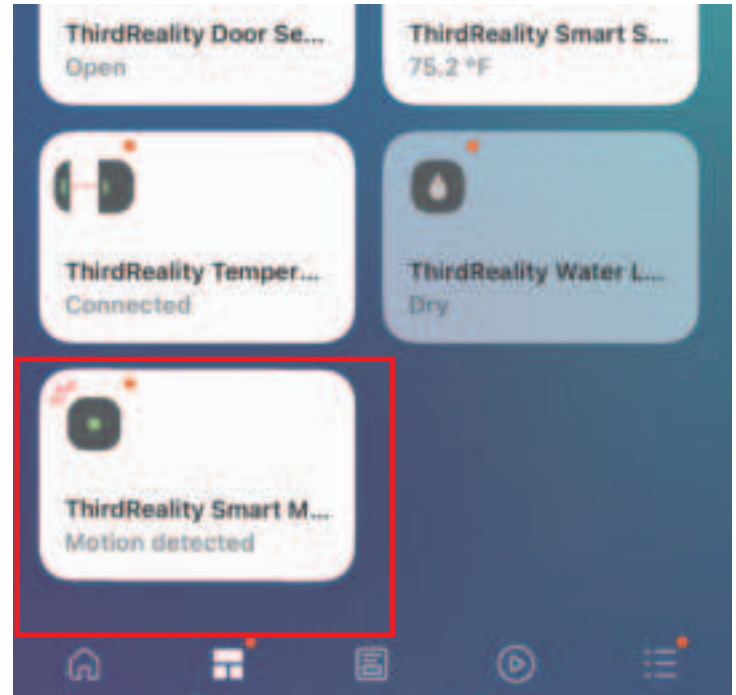 ThirdReality Door Se...
Open
ThirdReality Smart S...
75.2 °F
ThirdReality Temper...
Connected
ThirdReality Water L...
Dry
ThirdReality Smart M...
Motion detected